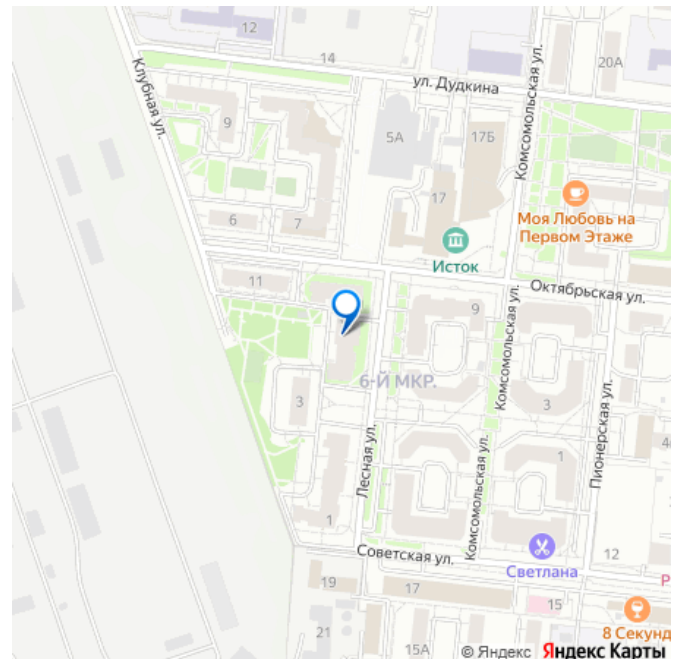 12
14
20А
Клубная ул.
ул. Дудкина
Комсомольская ул.
9
5А
17Б
17
Моя Любовь на
Первом Этаже
6
7
Исток
11
Октябрьская ул.
9
Комсомольская ул.
6-Й МКР.
3
3
Пионерская ул.
Лесная ул.
Комсомольская ул.
1
1
Советская ул.
Светлана
12
19
17
15
8 Секунд
21
15А
© Яндекс Яндекс Карты